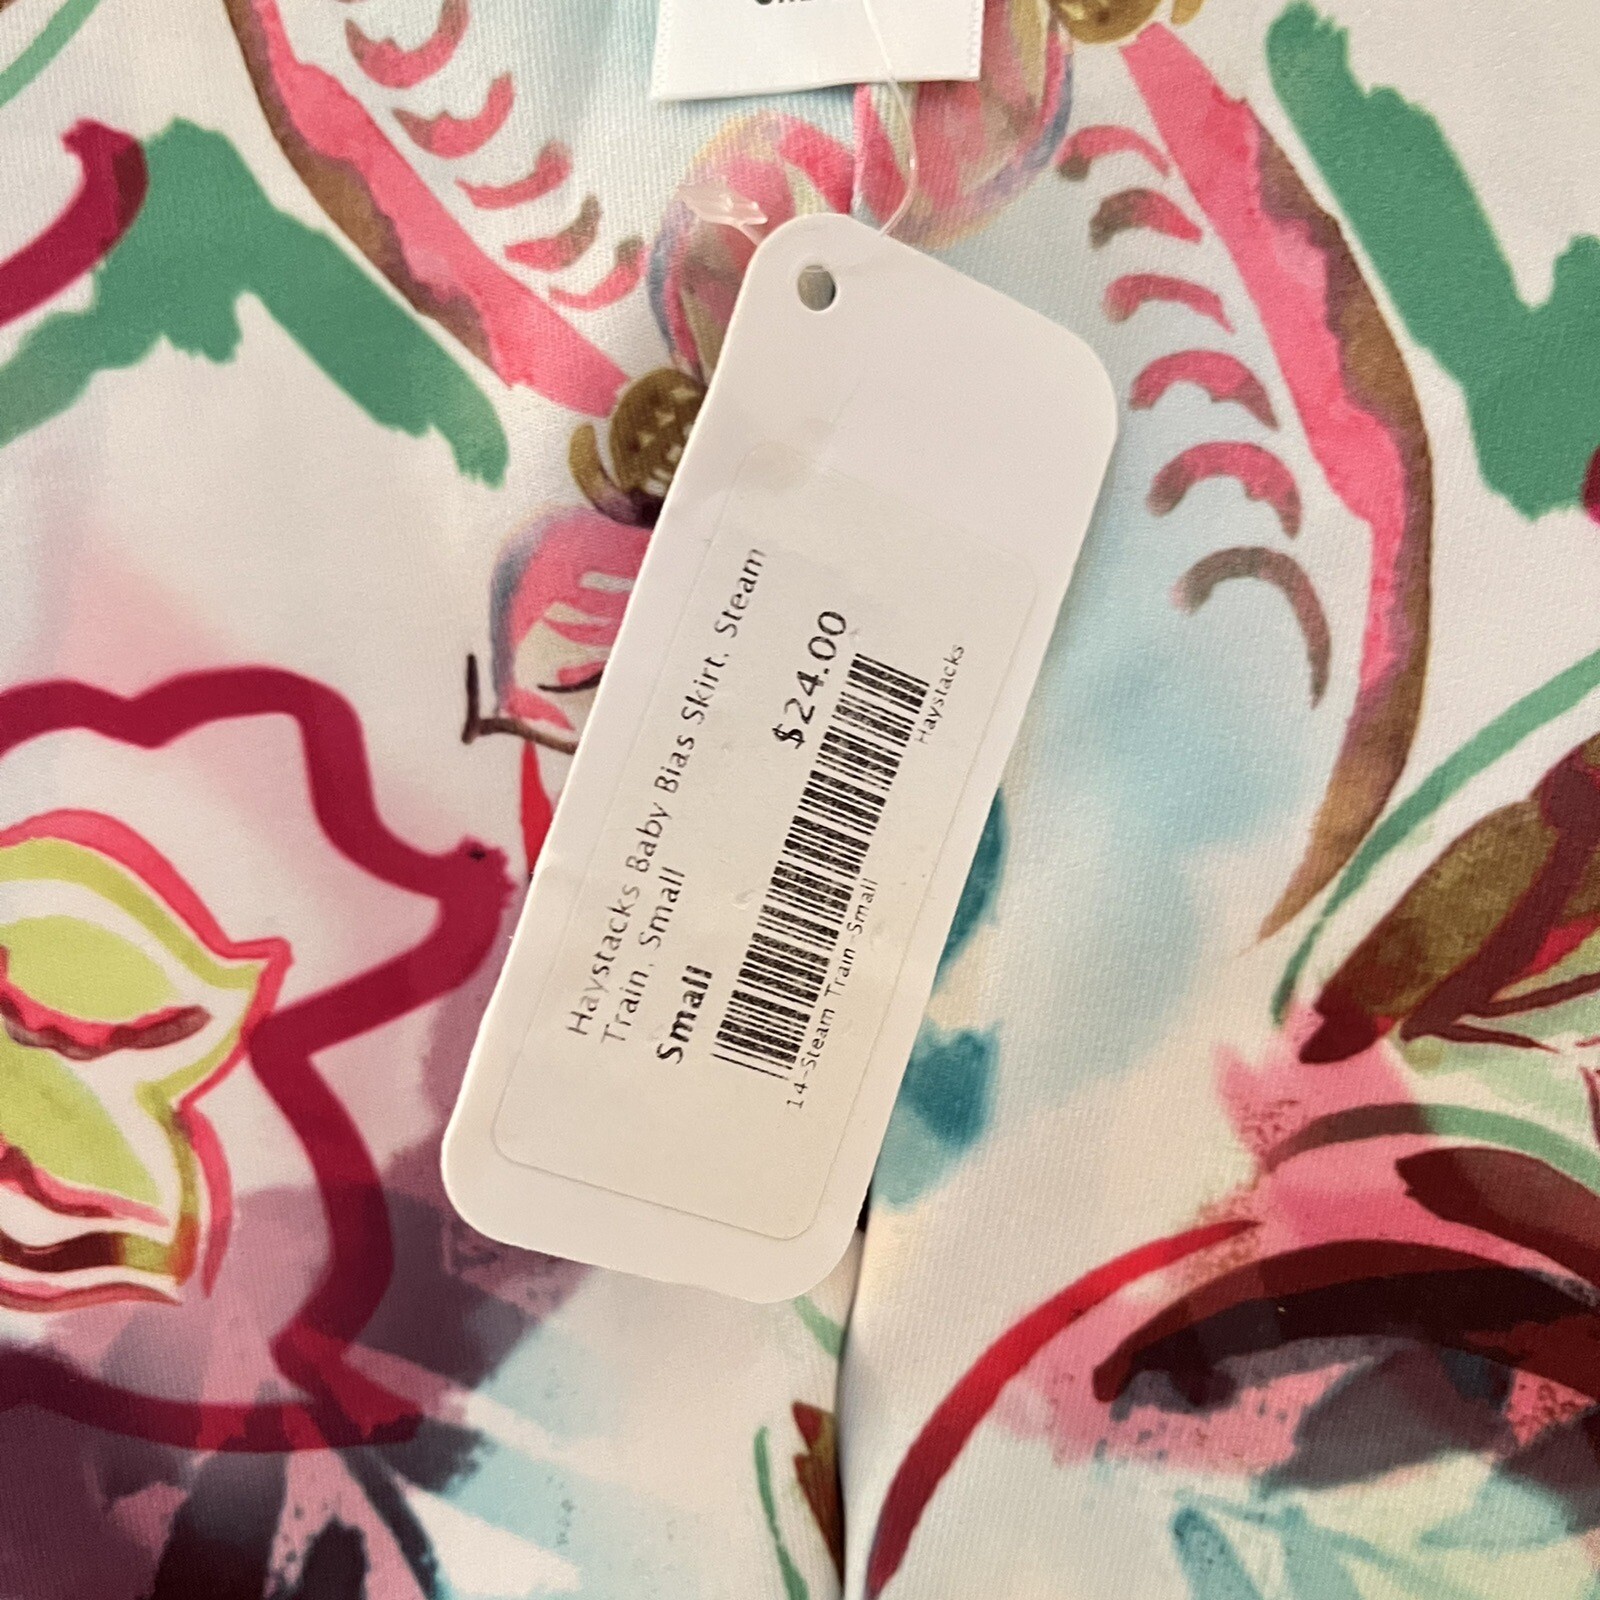 Haystacks Baby Bias Skirt, Steam
Train, Small
Small
$24.00
14-Steam Train-Small
Haystacks